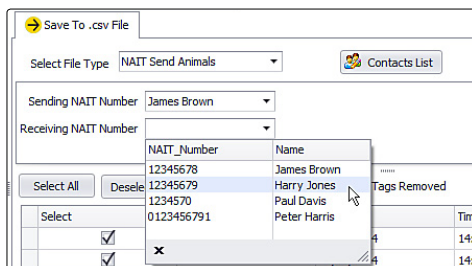 Save To .csv File
Select File Type NAIT Send Animals Contacts List
Sending NAIT Number James Brown
Receiving NAIT Number
NAIT_Number Name
12345678 James Brown
12345679 Harry Jones
1234570 Paul Davis
0123456791 Peter Harris
Select All Tags Removed
Select